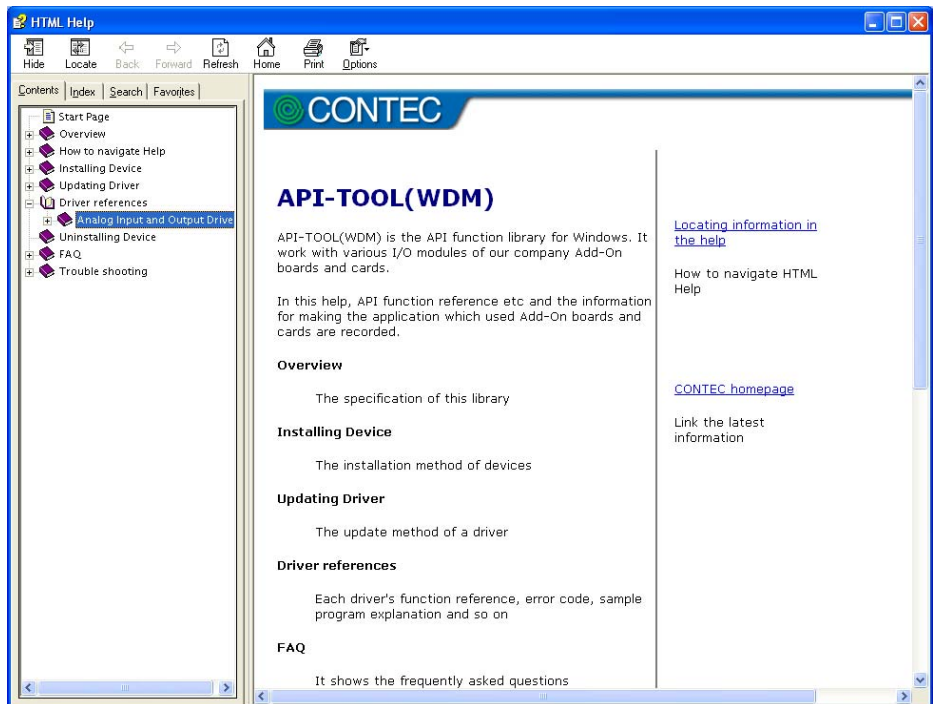 HTML Help
Hide Locate Back Forward Refresh Home Print Options
Contents Index Search Favorites
Start Page
Overview
How to navigate Help
Installing Device
Updating Driver
Driver references
Analog Input and Output Drive
Uninstalling Device
FAQ
Trouble shooting
CONTEC
API-TOOL(WDM)
API-TOOL(WDM) is the API function library for Windows. It
work with various I/O modules of our company Add-On
boards and cards.
In this help, API function reference etc and the information
for making the application which used Add-On boards and
cards are recorded.
Overview
The specification of this library
Installing Device
The installation method of devices
Updating Driver
The update method of a driver
Driver references
Each driver's function reference, error code, sample
program explanation and so on
FAQ
It shows the frequently asked questions
Locating information in
the help
How to navigate HTML
Help
CONTEC homepage
Link the latest
information